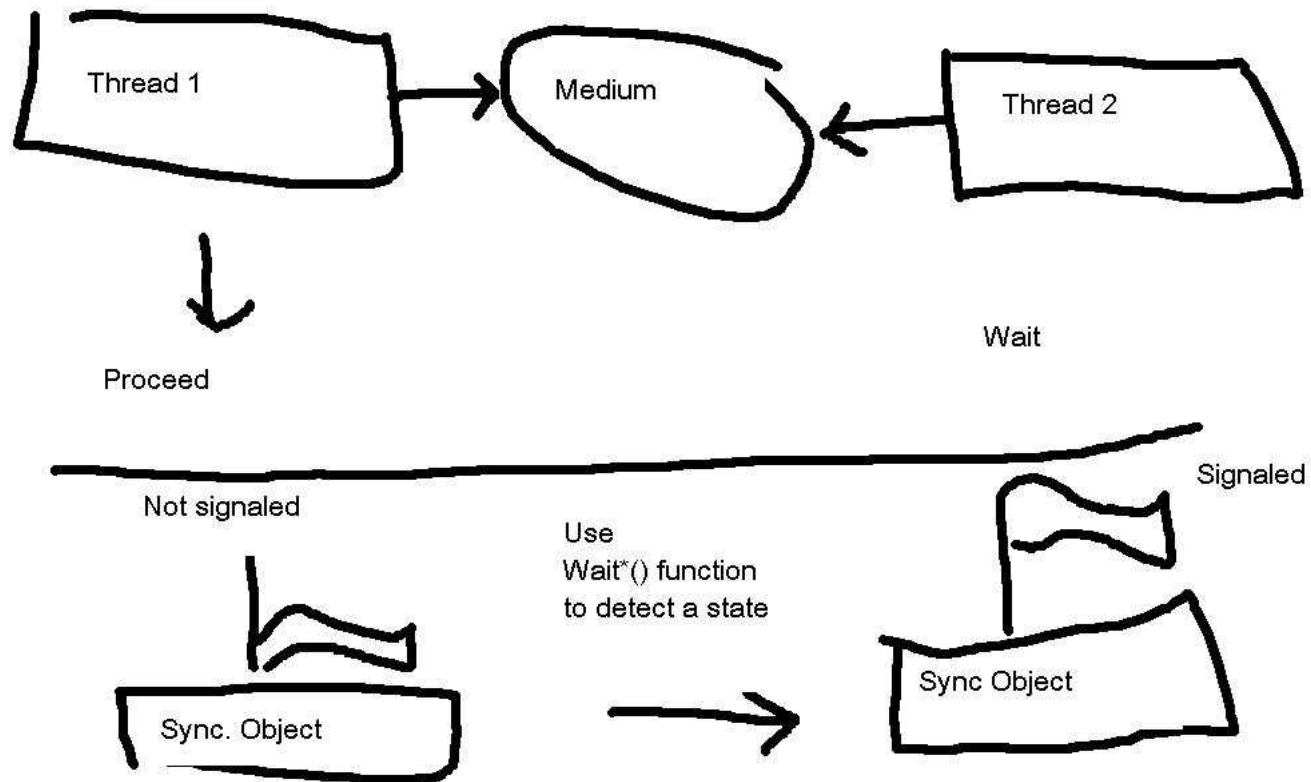 Thread 1
Medium
Thread 2
Wait
Proceed
Not signaled
Signaled
Use
Wait*() function
to detect a state
Sync. Object
Sync Object